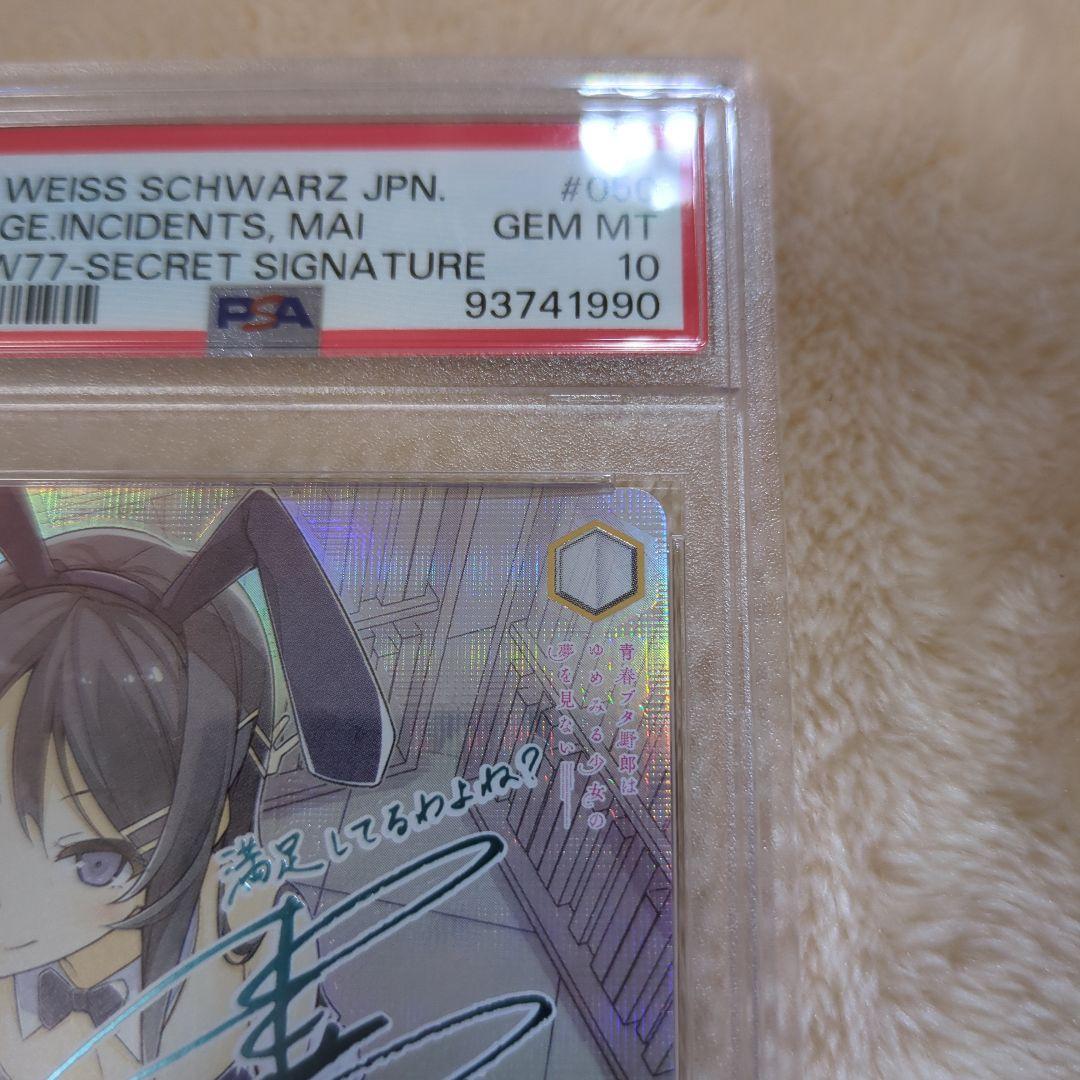 WEISS SCHWARZ JPN.
GE.INCIDENTS, MAI GEM MT
W77-SECRET SIGNATURE 10
PSA 93741990
青春ブタ野郎は
ゆめみる少女の
夢を見ない
満足してるわよね?